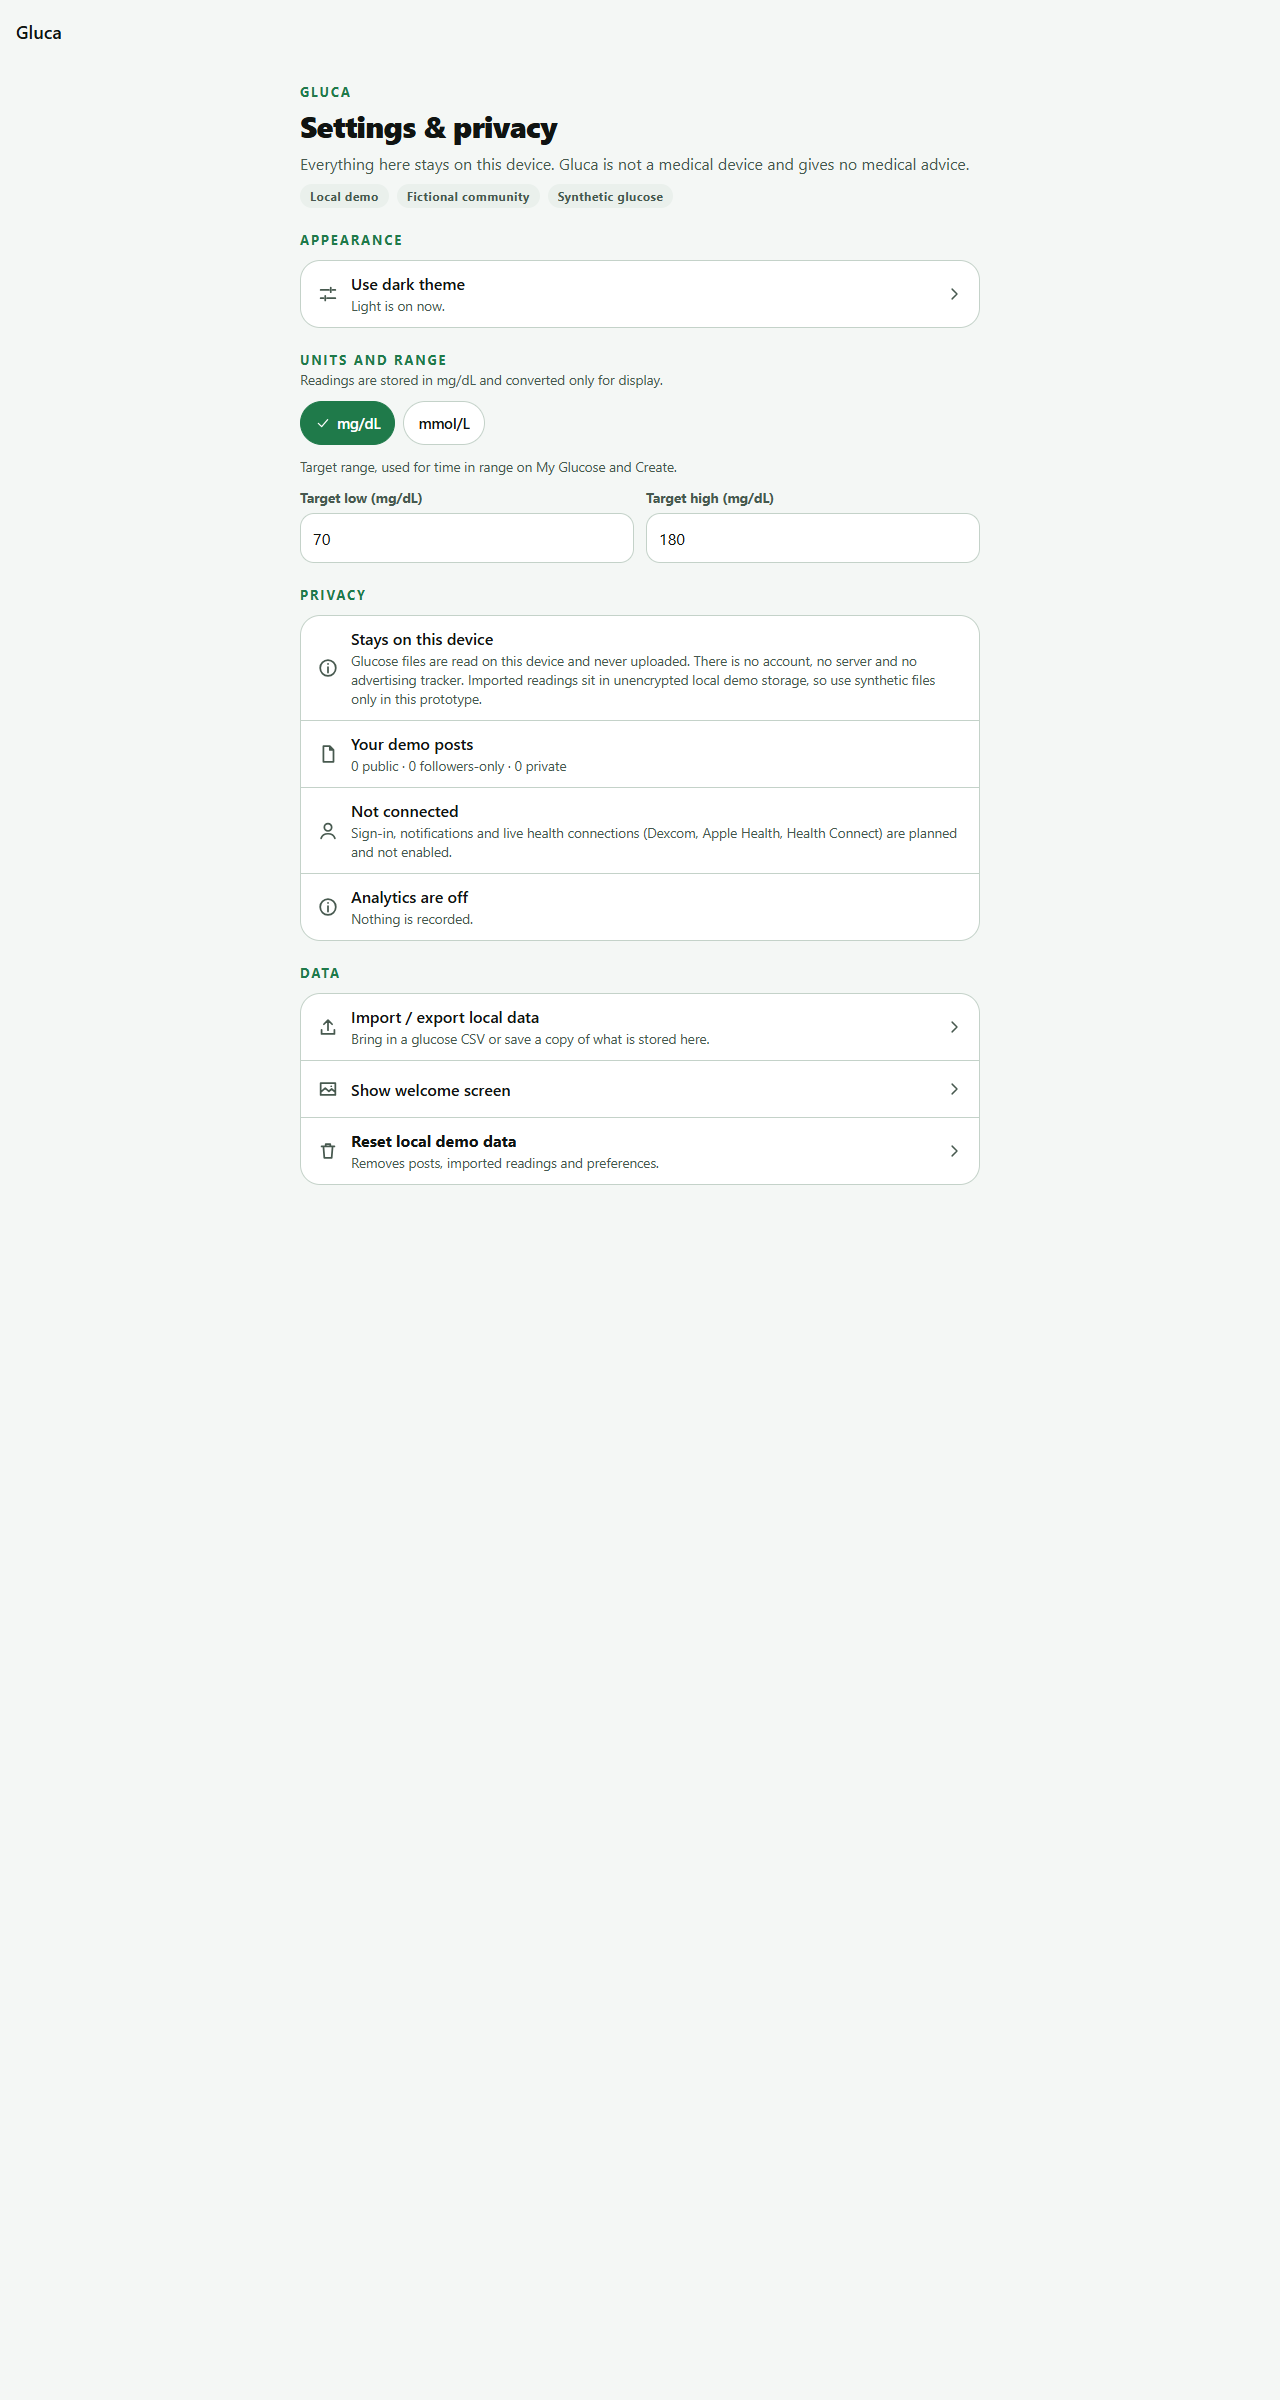 Gluca
GLUCA
Settings & privacy
Everything here stays on this device. Gluca is not a medical device and gives no medical advice.
Local demo
Fictional community
Synthetic glucose
APPEARANCE
Use dark theme
Light is on now.
UNITS AND RANGE
Readings are stored in mg/dL and converted only for display.
mg/dL
mmol/L
Target range, used for time in range on My Glucose and Create.
Target low (mg/dL)
Target high (mg/dL)
70
180
PRIVACY
Stays on this device
Glucose files are read on this device and never uploaded. There is no account, no server and no
advertising tracker. Imported readings sit in unencrypted local demo storage, so use synthetic files
only in this prototype.
Your demo posts
0 public · 0 followers-only · 0 private
Not connected
Sign-in, notifications and live health connections (Dexcom, Apple Health, Health Connect) are planned
and not enabled.
Analytics are off
Nothing is recorded.
DATA
Import / export local data
Bring in a glucose CSV or save a copy of what is stored here.
Show welcome screen
Reset local demo data
Removes posts, imported readings and preferences.